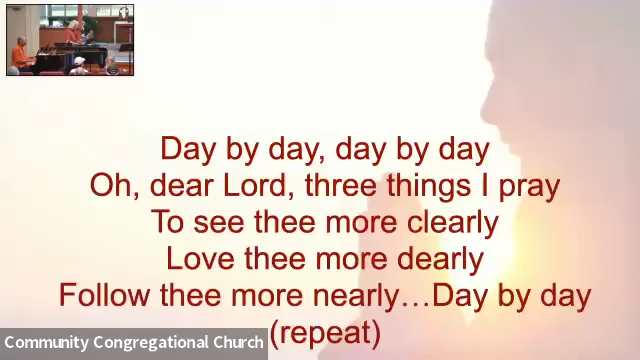 Day by day, day by day
Oh, dear Lord, three things I pray
To see thee more clearly
Love thee more dearly
Follow thee more nearly…Day by day
(repeat)
Community Congregational Church